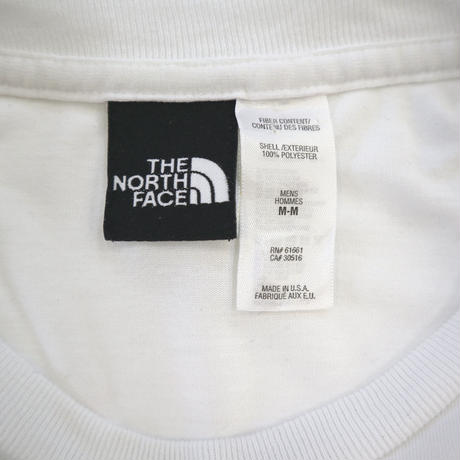 THE
NORTH
FACE
FIBER CONTENT/
CONTENU DES FIBRES
SHELL /EXTERIEUR
100% POLYESTER
MENS
HOMMES
M-M
RN# 61661
CA# 30516
MADE IN U.S.A.
FABRIQUÉ AUX E.U.